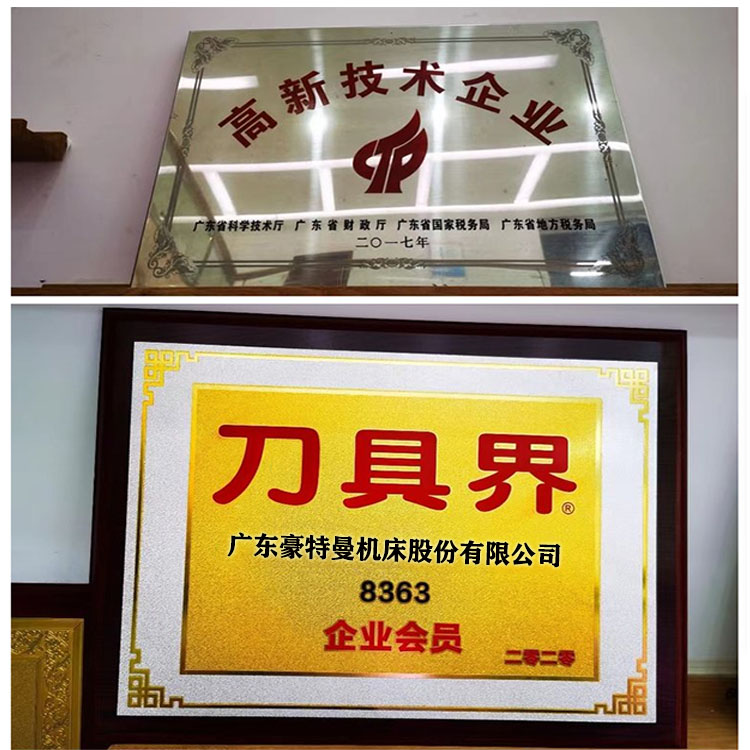 高新技术企业
广东省科学技术厅 广东省财政厅 广东省国家税务局 广东省地方税务局
二〇一七年
刀具界®
广东豪特曼机床股份有限公司
8363
企业会员 二零二零